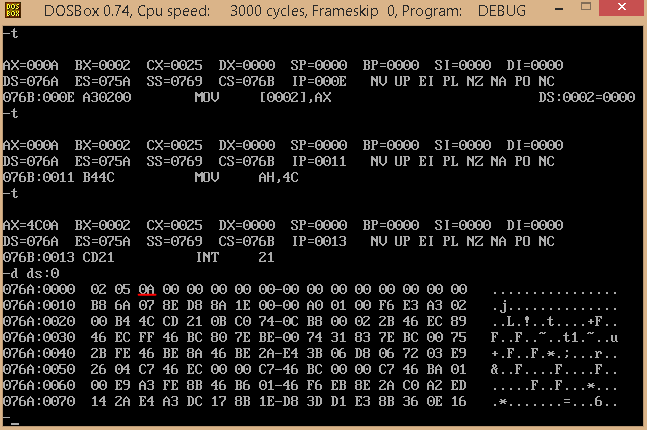 DOS BOX DOSBox 0.74, Cpu speed: 3000 cycles, Frameskip 0, Program: DEBUG
-t
AX=000A BX=0002 CX=0025 DX=0000 SP=0000 BP=0000 SI=0000 DI=0000
DS=076A ES=075A SS=0769 CS=076B IP=000E NV UP EI PL NZ NA PO NC
076B:000E A30200 MOV [0002],AX DS:0002=0000
-t
AX=000A BX=0002 CX=0025 DX=0000 SP=0000 BP=0000 SI=0000 DI=0000
DS=076A ES=075A SS=0769 CS=076B IP=0011 NV UP EI PL NZ NA PO NC
076B:0011 B44C MOV AH,4C
-t
AX=4C0A BX=0002 CX=0025 DX=0000 SP=0000 BP=0000 SI=0000 DI=0000
DS=076A ES=075A SS=0769 CS=076B IP=0013 NV UP EI PL NZ NA PO NC
076B:0013 CD21 INT 21
-d ds:0
076A:0000 02 05 0A 00 00 00 00 00-00 00 00 00 00 00 00 00 ................
076A:0010 B8 6A 07 8E D8 8A 1E 00-00 A0 01 00 F6 E3 A3 02 .j..............
076A:0020 00 B4 4C CD 21 0B C0 74-0C B8 00 02 2B 46 EC 89 ..L.!..t....+F..
076A:0030 46 EC FF 46 BC 80 7E BE-00 74 31 83 7E BC 00 75 F..F..~..t1.~..u
076A:0040 2B FE 46 BE 8A 46 BE 2A-E4 3B 06 D8 06 72 03 E9 +.F..F.*.;...r..
076A:0050 26 04 C7 46 EC 00 00 C7-46 BC 00 00 C7 46 BA 01 &..F....F....F..
076A:0060 00 E9 A3 FE 8B 46 B6 01-46 F6 EB 8E 2A C0 A2 ED .....F..F...*...
076A:0070 14 2A E4 A3 DC 17 8B 1E-D8 3D D1 E3 8B 36 0E 16 .*.......=...6..
-